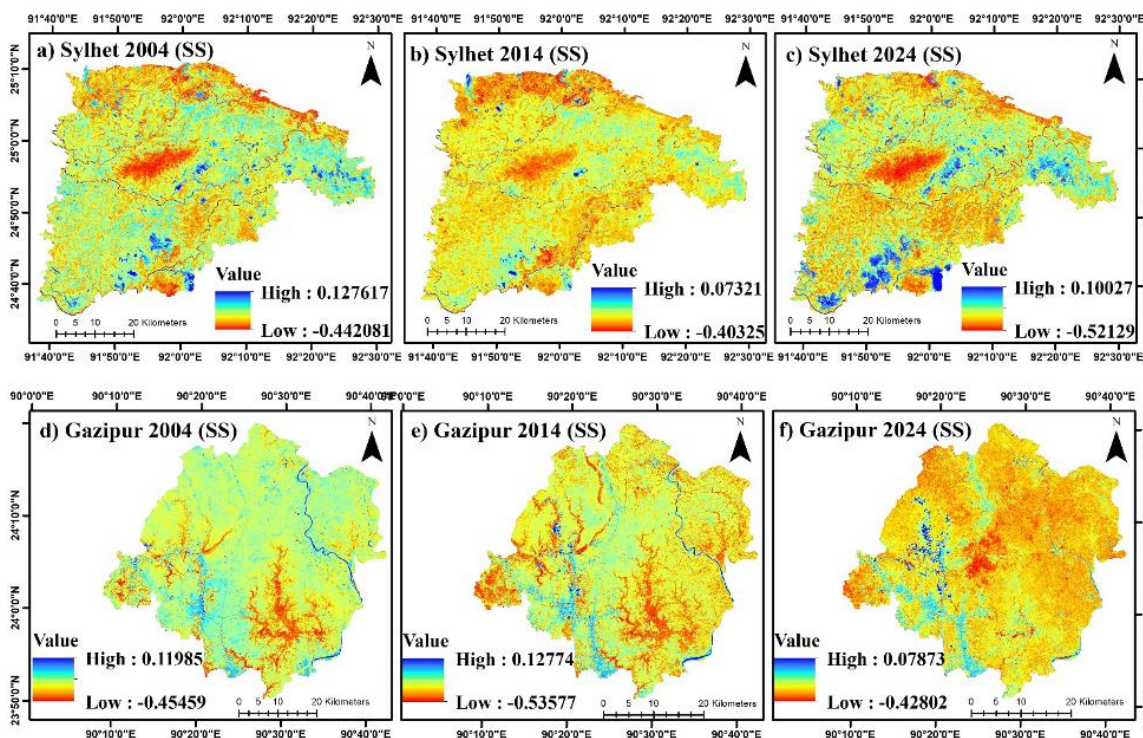 91°40'0"E 91°50'0"E 92°0'0"E 92°10'0"E 92°20'0"E 92°30'0"E
91°40'0"E 91°50'0"E 92°0'0"E 92°10'0"E 92°20'0"E 92°30'0"E
91°50'0"E 92°0'0"E 92°10'0"E 92°20'0"E 92°30'0"E
a) Sylhet 2004 (SS)
N
b) Sylhet 2014 (SS)
N
c) Sylhet 2024 (SS)
N
25°10'0"N
25°0'0"N
24°50'0"N
24°40'0"N
Value
High : 0.127617
Low : -0.442081
0 5 10 20 Kilometers
Value
High : 0.07321
Low : -0.40325
0 5 10 20 Kilometers
Value
High : 0.10027
Low : -0.52129
0 5 10 20 Kilometers
91°40'0"E 91°50'0"E 92°0'0"E 92°10'0"E 92°20'0"E 92°30'0"E
91°40'0"E 91°50'0"E 92°0'0"E 92°10'0"E 92°20'0"E 92°30'0"E
91°40'0"E 91°50'0"E 92°0'0"E 92°10'0"E 92°20'0"E 92°30'0"E
90°0'0"E 90°10'0"E 90°20'0"E 90°30'0"E 90°40'0"E
90°10'0"E 90°20'0"E 90°30'0"E 90°40'0"E
90°10'0"E 90°20'0"E 90°30'0"E 90°40'0"E
d) Gazipur 2004 (SS)
N
e) Gazipur 2014 (SS)
N
f) Gazipur 2024 (SS)
N
24°10'0"N
24°0'0"N
23°50'0"N
Value
High : 0.11985
Low : -0.45459
0 5 10 20 Kilometers
Value
High : 0.12774
Low : -0.53577
0 5 10 20 Kilometers
Value
High : 0.07873
Low : -0.42802
0 5 10 20 Kilometers
90°10'0"E 90°20'0"E 90°30'0"E 90°40'0"E
90°10'0"E 90°20'0"E 90°30'0"E 90°40'0"E
90°10'0"E 90°20'0"E 90°30'0"E 90°40'0"E